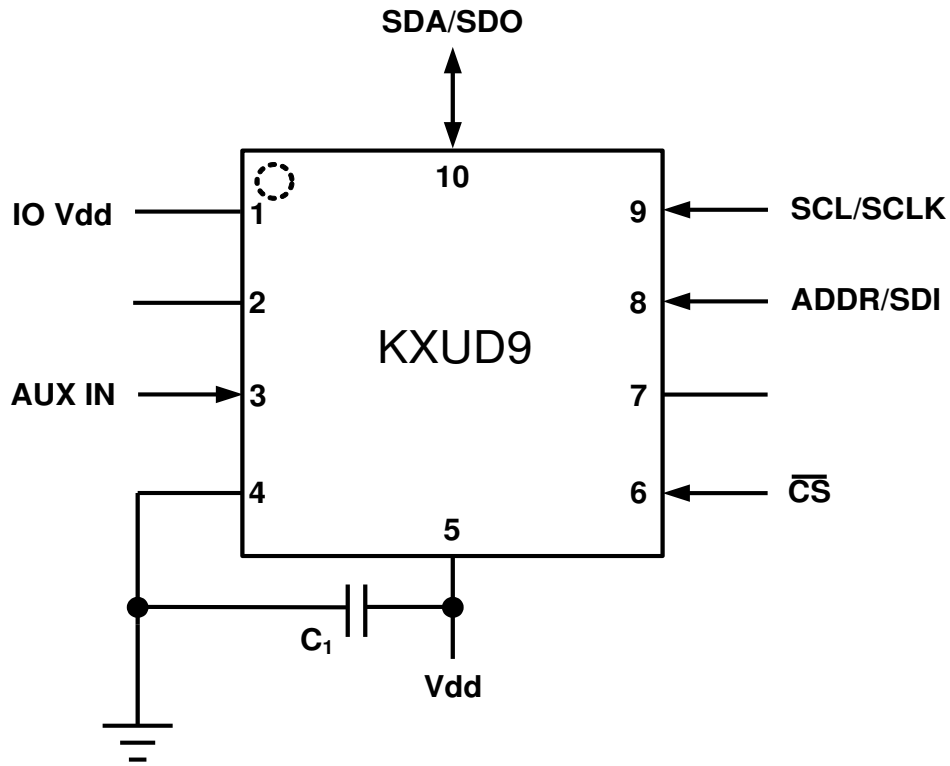 SDA/SDO
10
IO Vdd
1
9
SCL/SCLK
2
8
ADDR/SDI
KXUD9
AUX IN
3
7
4
6
CS
5
C₁
Vdd